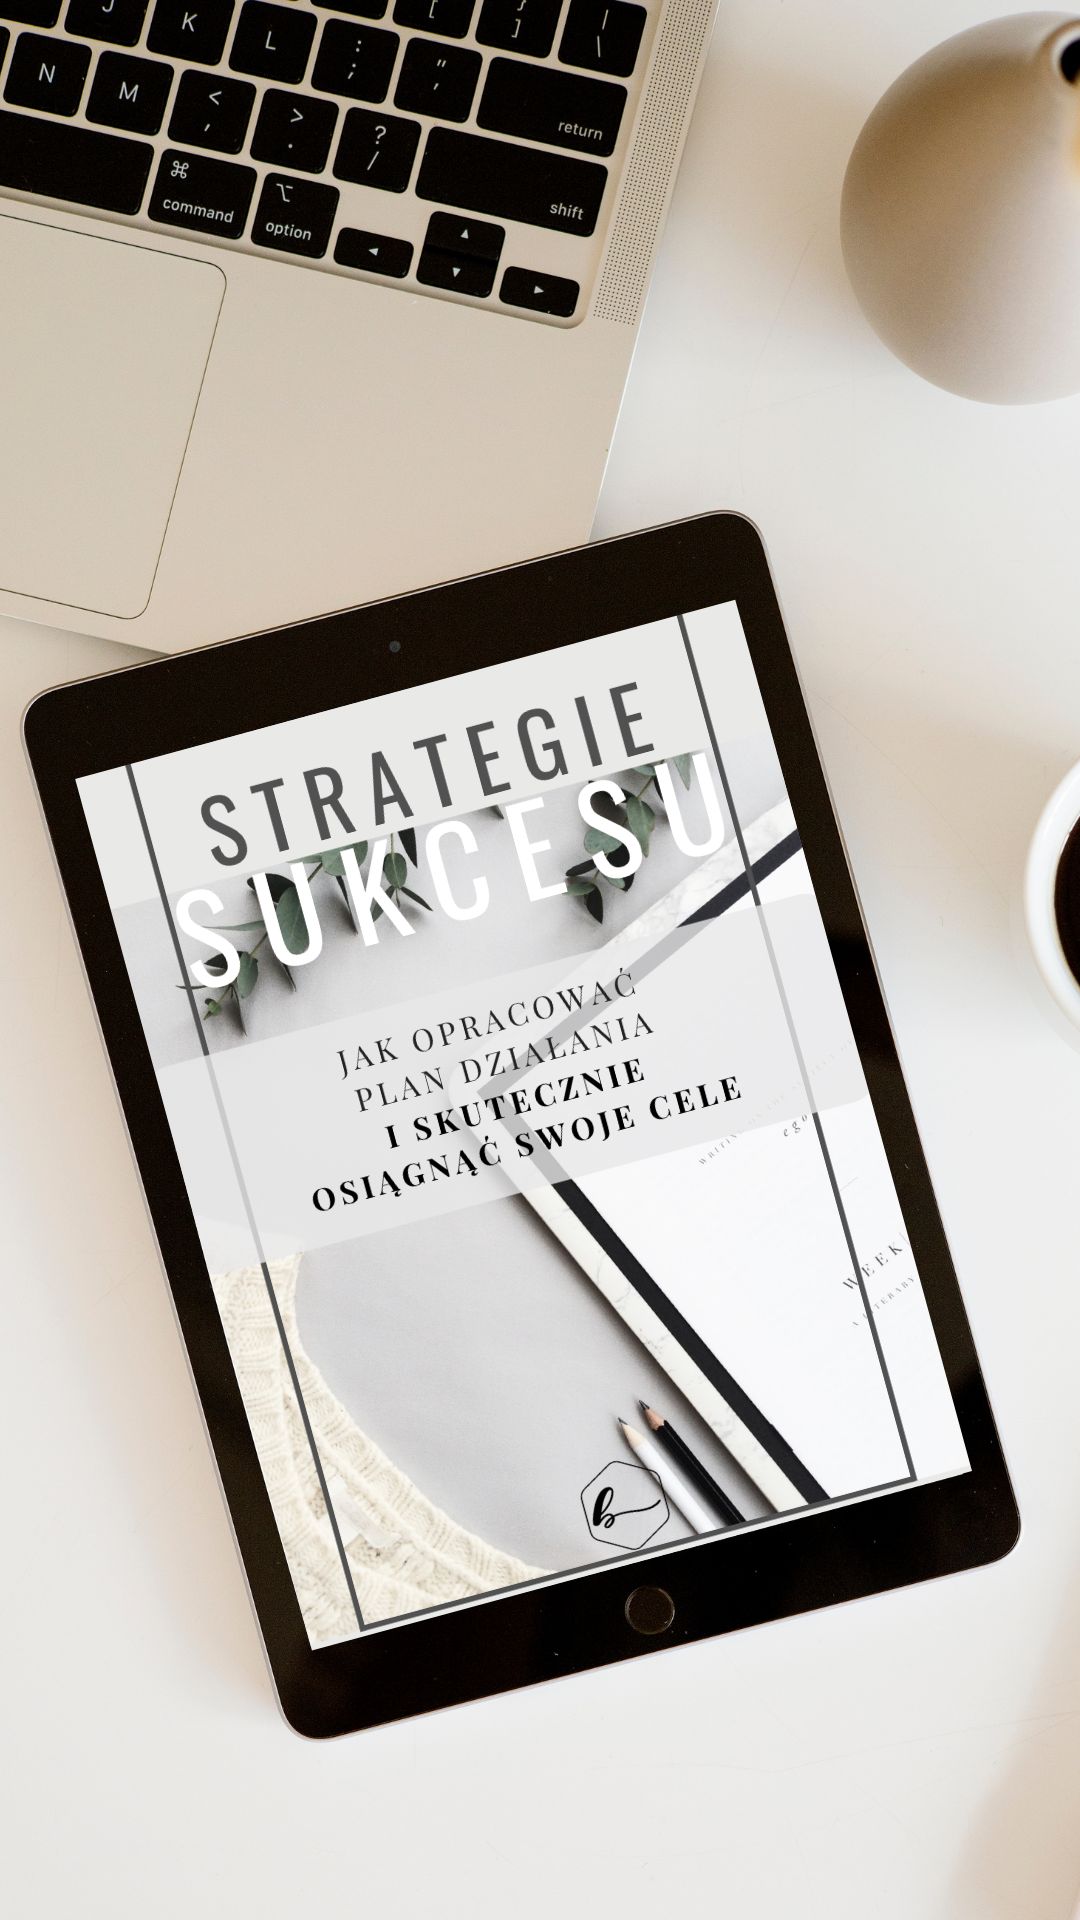 J
K
L
:
;
"
'
[
]
|
\
N
M
<
,
>
.
?
/
return
⌘
command
⌥
option
shift
◀
▲
▼
▶
STRATEGIE
SUKCESU
JAK OPRACOWAĆ
PLAN DZIAŁANIA
I SKUTECZNIE
OSIĄGNĄĆ SWOJE CELE
WEEK
b